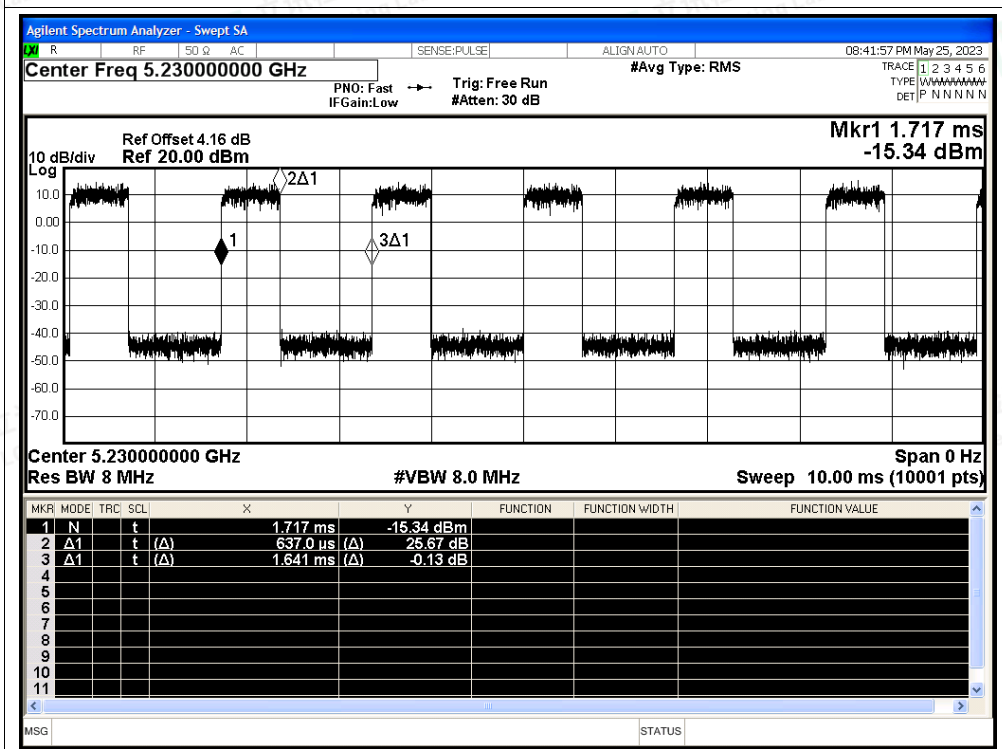 Agilent Spectrum Analyzer - Swept SA
LXI R RF 50 Ω AC SENSE:PULSE ALIGN AUTO 08:41:57 PM May 25, 2023
Center Freq 5.230000000 GHz #Avg Type: RMS TRACE 1 2 3 4 5 6
PNO: Fast Trig: Free Run TYPE WWWWWW
IFGain:Low #Atten: 30 dB DET P N N N N N
Mkr1 1.717 ms
Ref Offset 4.16 dB
10 dB/div Ref 20.00 dBm -15.34 dBm
Log
2Δ1
10.0
0.00
1
3Δ1
-10.0
-20.0
-30.0
-40.0
-50.0
-60.0
-70.0
Center 5.230000000 GHz Span 0 Hz
Res BW 8 MHz #VBW 8.0 MHz Sweep 10.00 ms (10001 pts)
MKR MODE TRC SCL X Y FUNCTION FUNCTION WIDTH FUNCTION VALUE
1 N t 1.717 ms -15.34 dBm
2 Δ1 t (Δ) 637.0 µs (Δ) 25.67 dB
3 Δ1 t (Δ) 1.641 ms (Δ) -0.13 dB
4
5
6
7
8
9
10
11
MSG STATUS